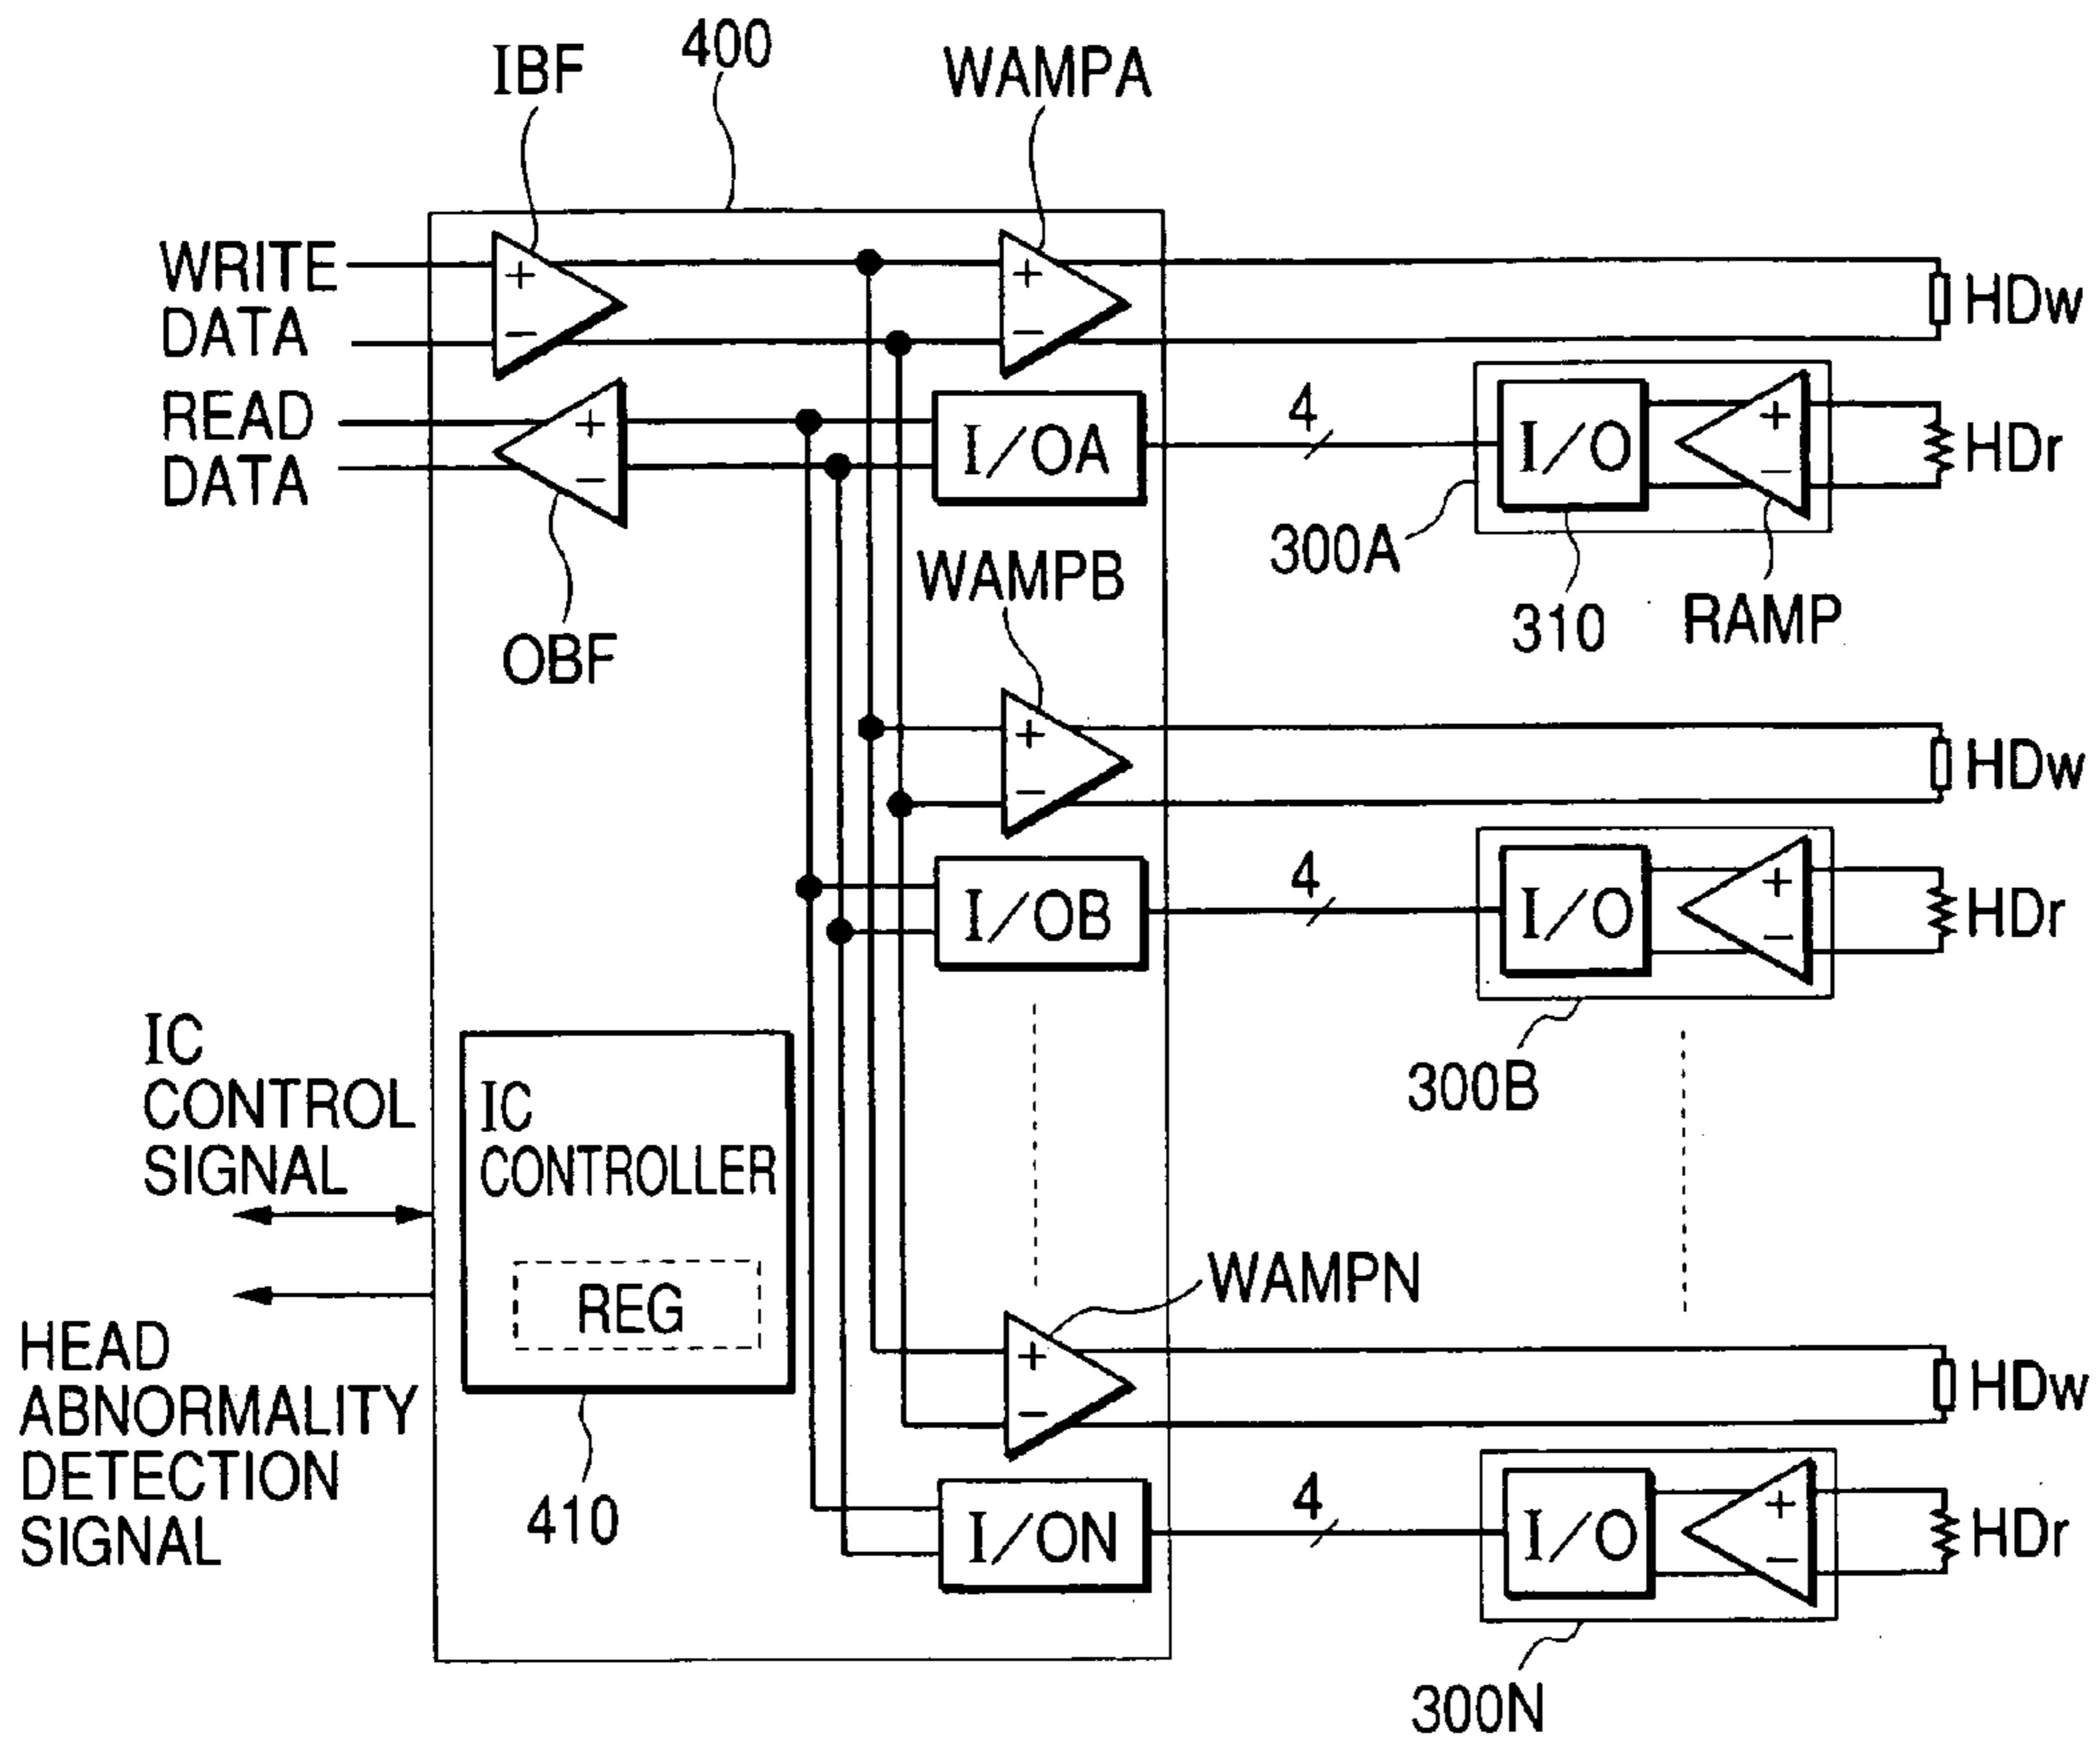 400
IBF
WAMPA
WRITE
DATA
+
−
+
−
HDw
READ
DATA
+
−
I/OA
4
I/O
+
−
HDr
300A
310
RAMP
OBF
WAMPB
+
−
HDw
I/OB
4
I/O
+
−
HDr
300B
IC
CONTROL
SIGNAL
IC
CONTROLLER
REG
HEAD
ABNORMALITY
DETECTION
SIGNAL
410
WAMPN
+
−
HDw
I/ON
4
I/O
+
−
HDr
300N